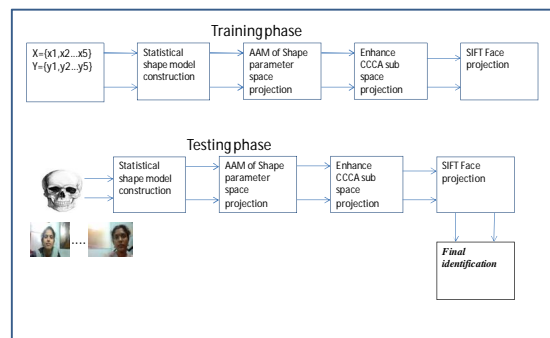 Training phase
X={x1,x2...x5}
Y={y1,y2...y5}
Statistical
shape model
construction
AAM of Shape
parameter
space
projection
Enhance
CCCA sub
space
projection
SIFT Face
projection
Testing phase
Statistical
shape model
construction
AAM of Shape
parameter
space
projection
Enhance
CCCA sub
space
projection
SIFT Face
projection
....
Final
identification